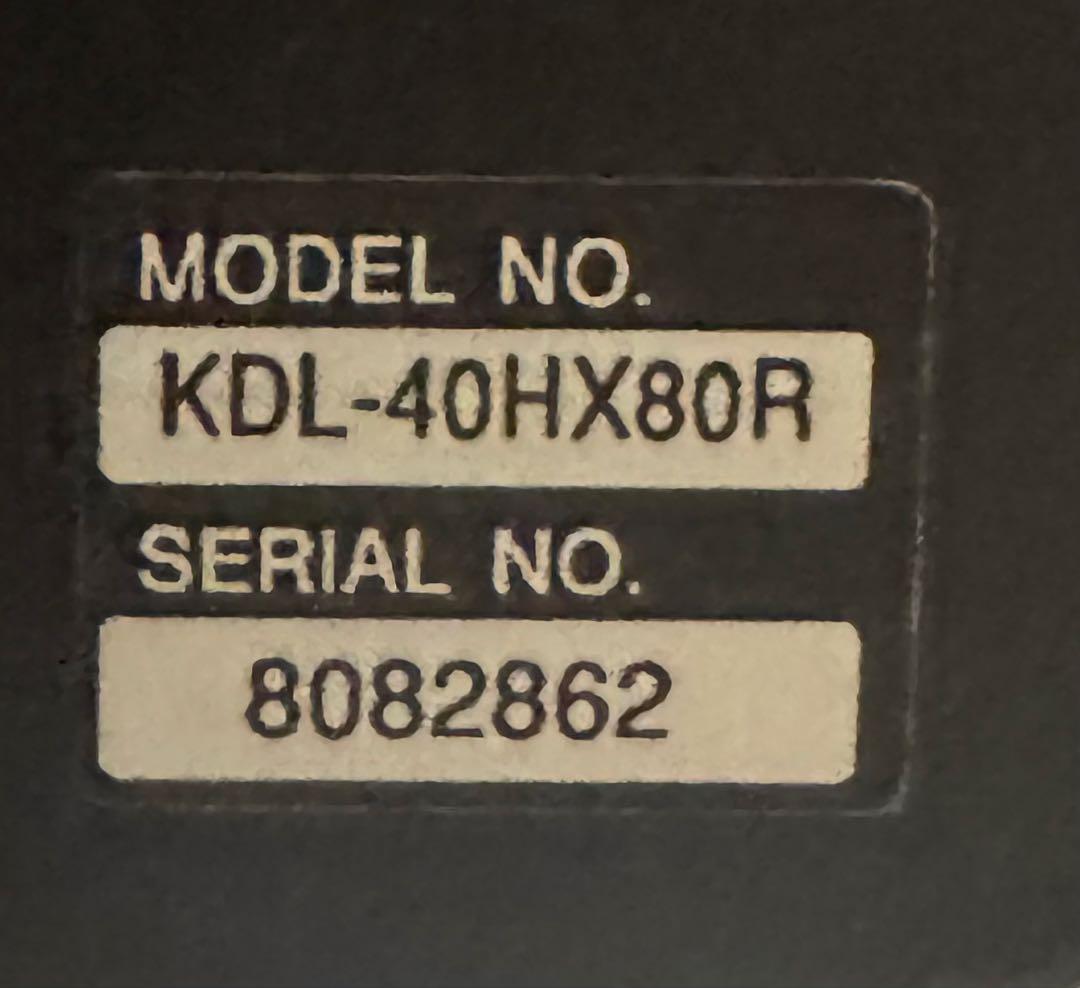 MODEL NO.
KDL-40HX80R
SERIAL NO.
8082862